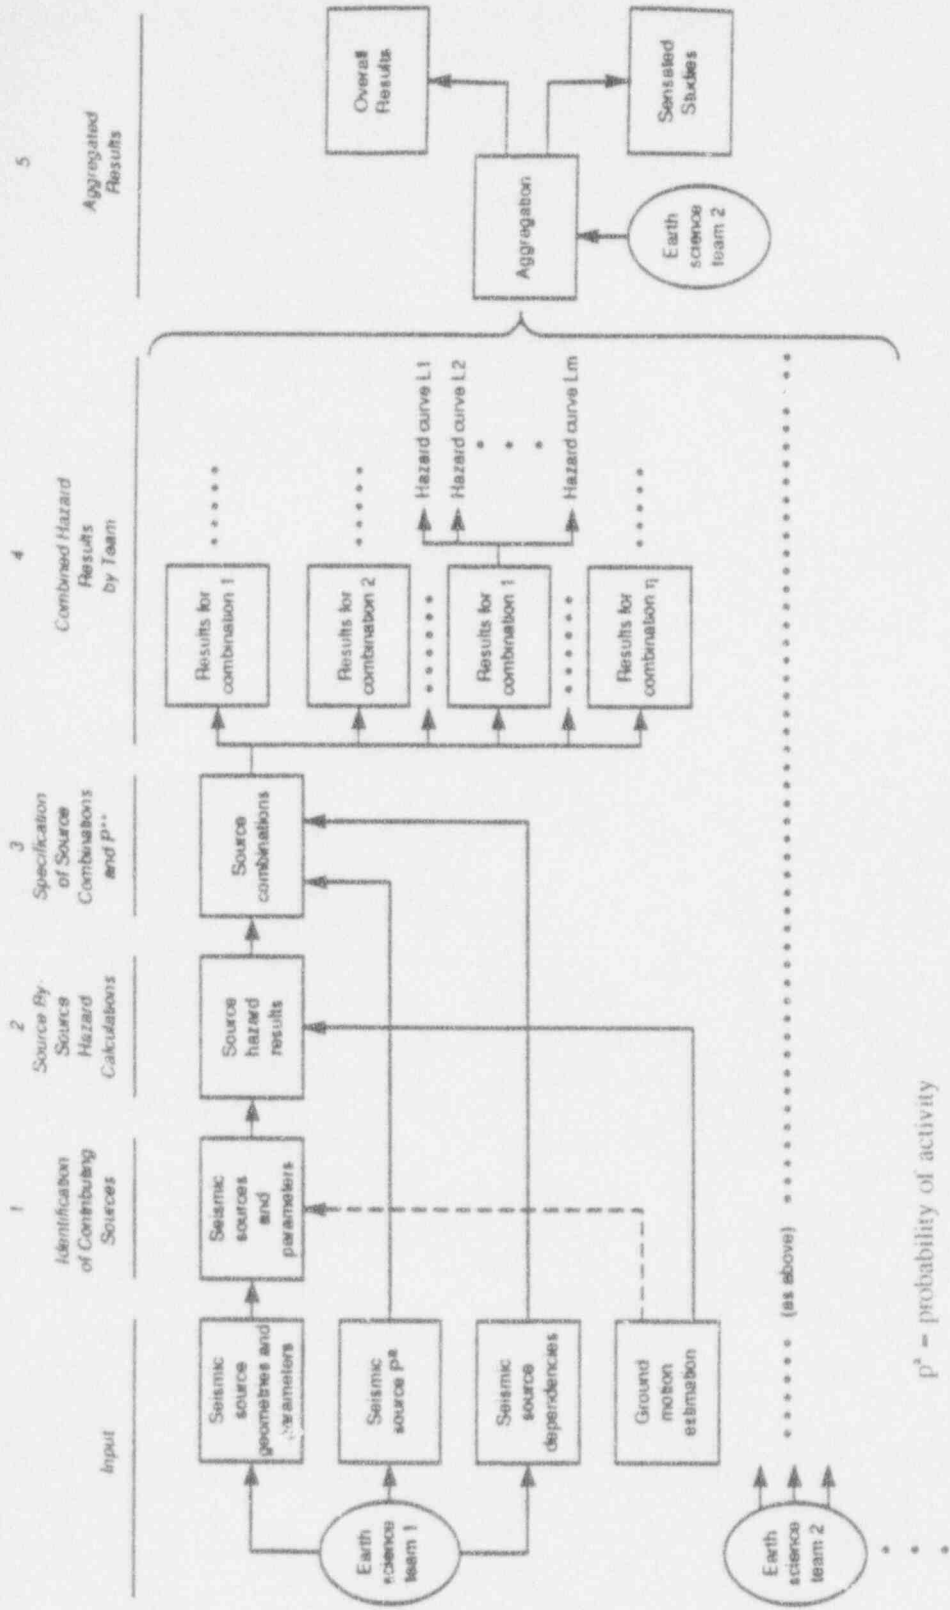 Input
1
Identification
of Contributing
Sources
2
Source By-
Source
Hazard
Calculations
3
Specification
of Source
Combinations
and P**
4
Combined Hazard
Results
by Team
5
Aggregated
Results
Earth
science
team 1
Seismic
source
geometries and
parameters
Seismic
source Pª
Seismic
source
dependencies
Ground
motion
estimation
Seismic
sources
and
parameters
Source
hazard
results
Source
combinations
Results for
combination 1
Results for
combination 2
Results for
combination 1
Results for
combination η
Hazard curve L1
Hazard curve L2
Hazard curve Lm
Aggregation
Earth
science
team 2
Overall
Results
Sensated
Studies
Earth
science
team 2
(as above)
pª = probability of activity